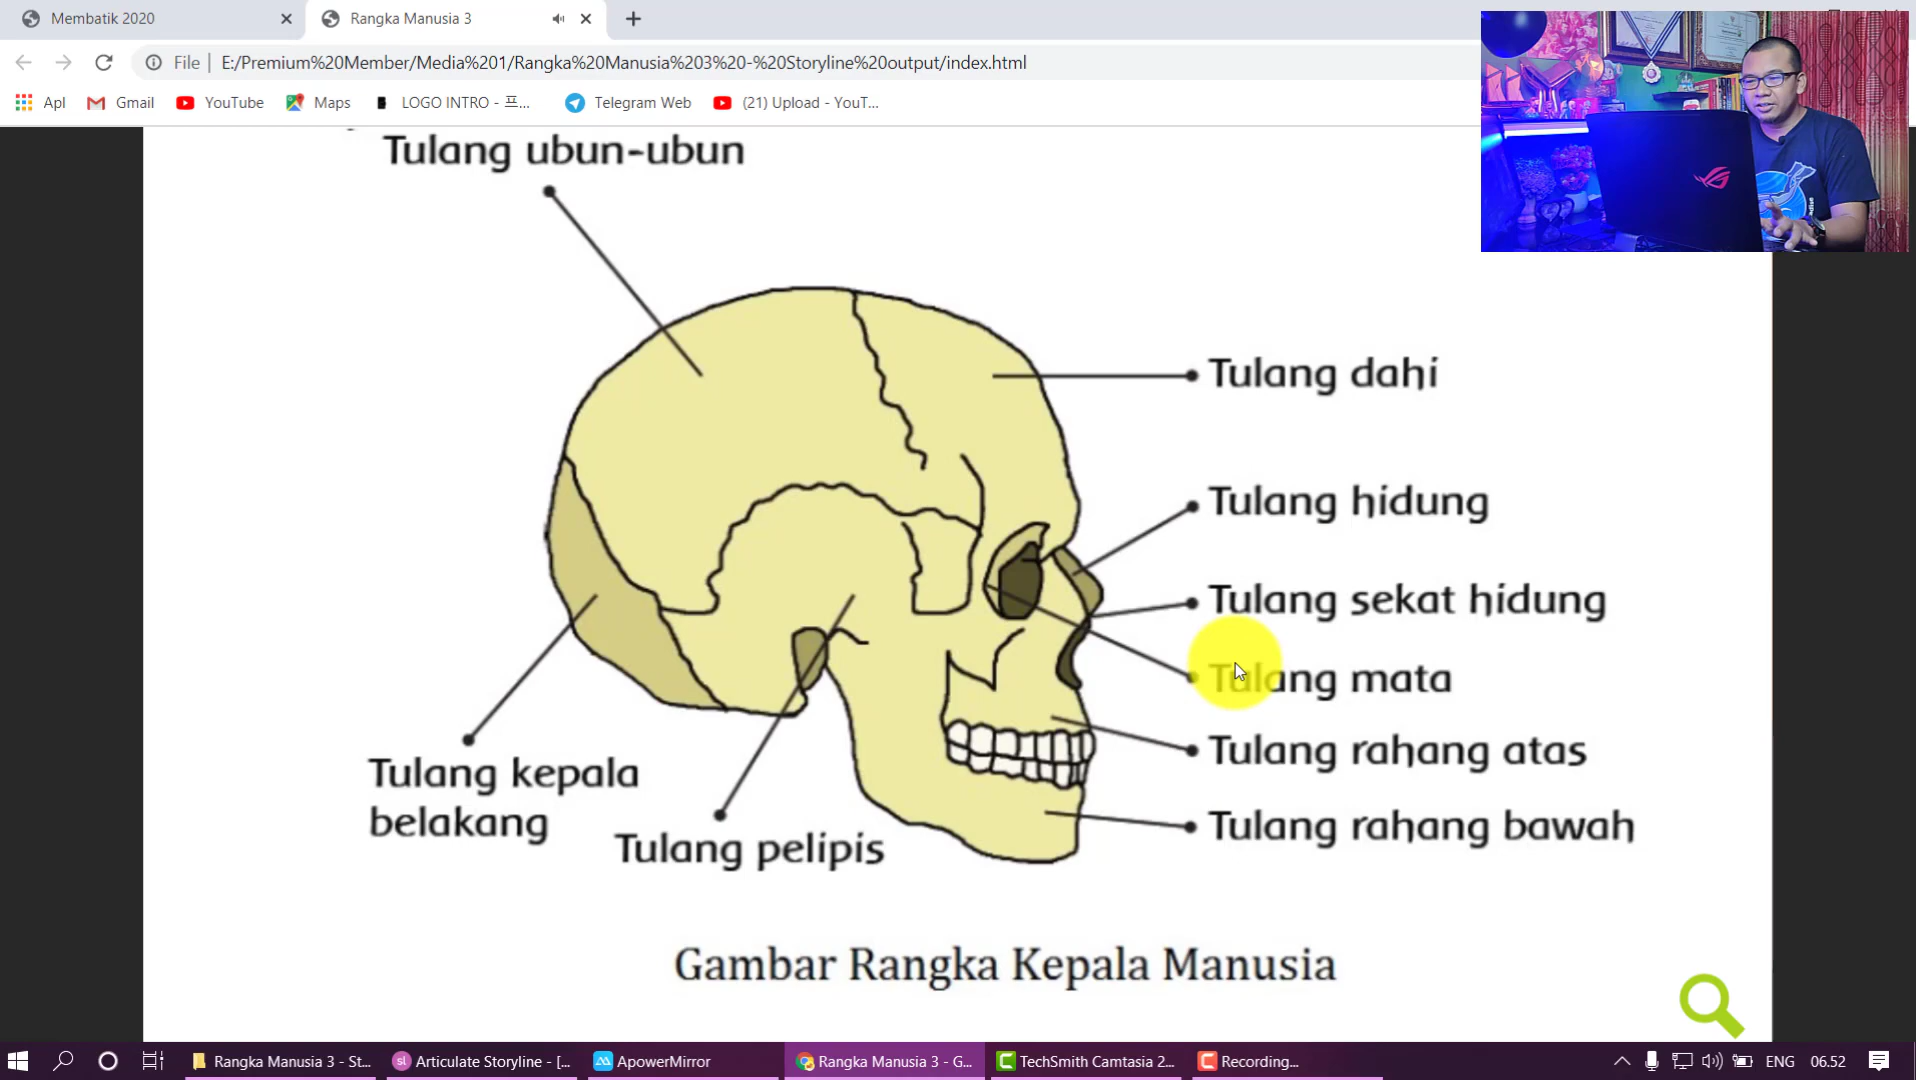 Membatik 2020
Rangka Manusia 3
File
E:/Premium%20Member/Media%201/Rangka%20Manusia%203%20-%20Storyline%20output/index.html
Apl
Gmail
YouTube
Maps
LOGO INTRO - 프...
Telegram Web
(21) Upload - YouT...
Tulang ubun-ubun
Tulang dahi
Tulang hidung
Tulang sekat hidung
Tulang mata
Tulang rahang atas
Tulang rahang bawah
Tulang kepala
belakang
Tulang pelipis
Gambar Rangka Kepala Manusia
Rangka Manusia 3 - St...
Articulate Storyline - [...
ApowerMirror
Rangka Manusia 3 - G...
TechSmith Camtasia 2...
Recording...
ENG
06.52